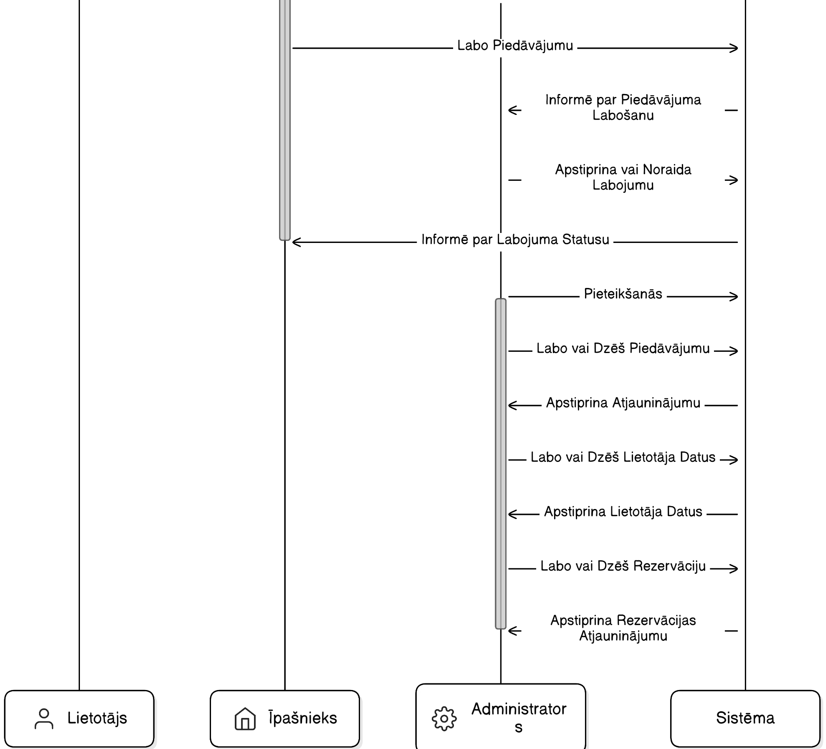 Labo Piedāvājumu
Informē par Piedāvājuma
Labošanu
Apstiprina vai Noraida
Labojumu
Informē par Labojuma Statusu
Pieteikšanās
Labo vai Dzēš Piedāvājumu
Apstiprina Atjauninājumu
Labo vai Dzēš Lietotāja Datus
Apstiprina Lietotāja Datus
Labo vai Dzēš Rezervāciju
Apstiprina Rezervācijas
Atjauninājumu
Lietotājs
Īpašnieks
Administrator
s
Sistēma